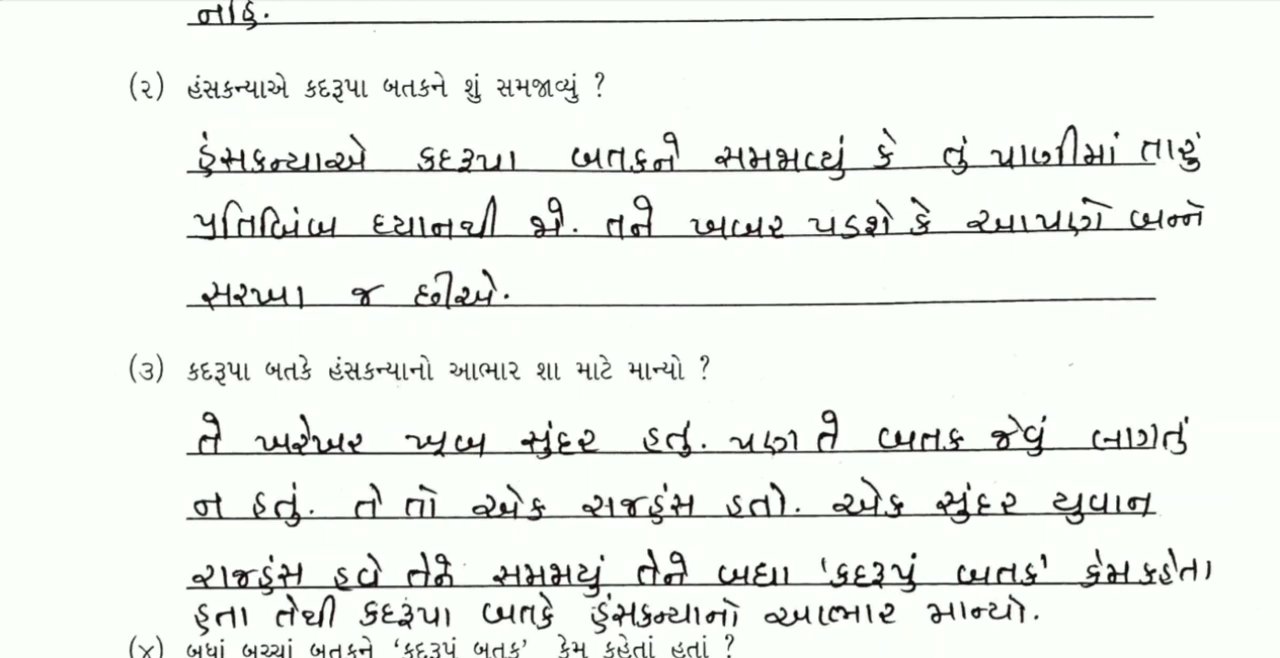 નહિ.
(૨) હંસકન્યાએ કદરૂપા બતકને શું સમજાવ્યું ?
હંસકન્યાએ કદરૂપા બતકને સમજાવ્યું કે તું પાણીમાં તારું
પ્રતિબિંબ ધ્યાનથી જો. તને ખબર પડશે કે આપણે બન્ને
સરખા જ છીએ.
(૩) કદરૂપા બતકે હંસકન્યાનો આભાર શા માટે માન્યો ?
તે ખરેખર ખૂબ સુંદર હતું. પણ તે બતક જેવું લાગતું
ન હતું. તે તો એક રાજહંસ હતો. એક સુંદર યુવાન
રાજહંસ હવે તેને સમજાયું તેને બધા ‘કદરૂપું બતક’ કેમ કહેતા
હતા તેથી કદરૂપા બતકે હંસકન્યાનો આભાર માન્યો.
(૪) બધાં બચ્ચાં બતકને ‘કદરૂપું બતક’ કેમ કહેતાં હતાં ?